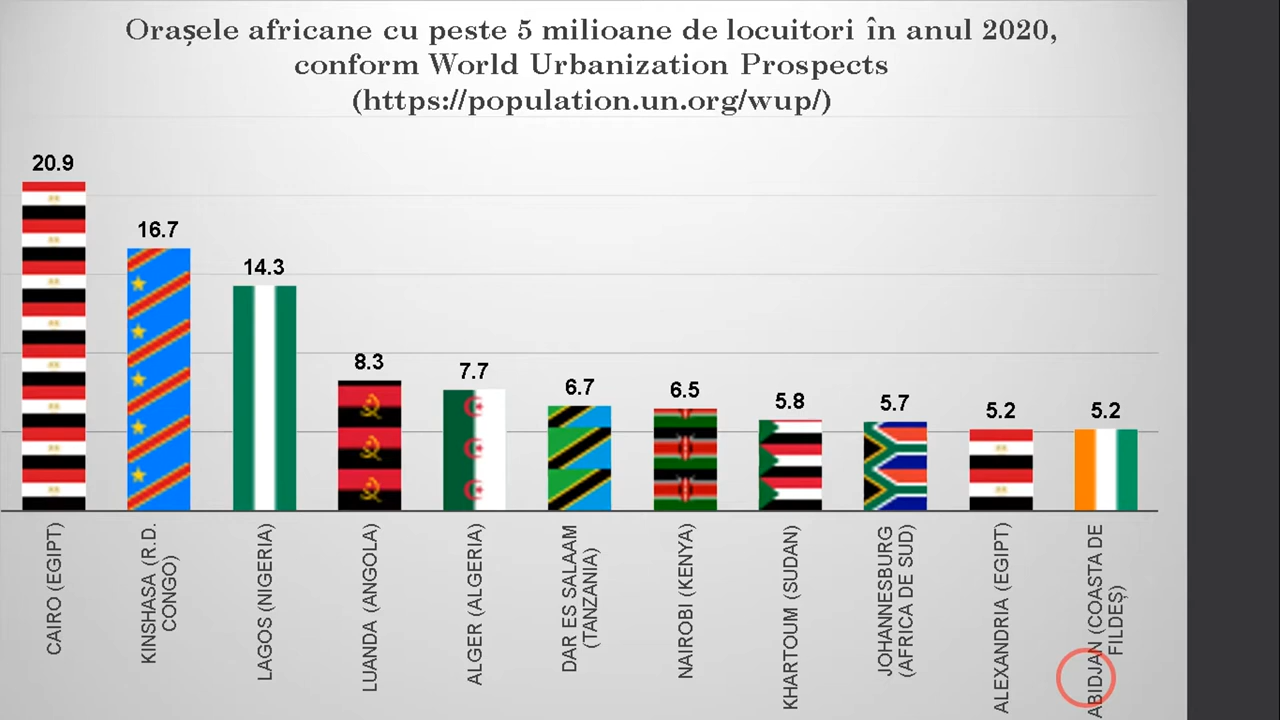 Orașele africane cu peste 5 milioane de locuitori în anul 2020,
conform World Urbanization Prospects
(https://population.un.org/wup/)
20.9
16.7
14.3
8.3
7.7
6.7
6.5
5.8
5.7
5.2
5.2
CAIRO (EGIPT)
KINSHASA (R.D.
CONGO)
LAGOS (NIGERIA)
LUANDA (ANGOLA)
ALGER (ALGERIA)
DAR ES SALAAM
(TANZANIA)
NAIROBI (KENYA)
KHARTOUM (SUDAN)
JOHANNESBURG
(AFRICA DE SUD)
ALEXANDRIA (EGIPT)
ABIDJAN (COASTA DE
FILDEȘ)